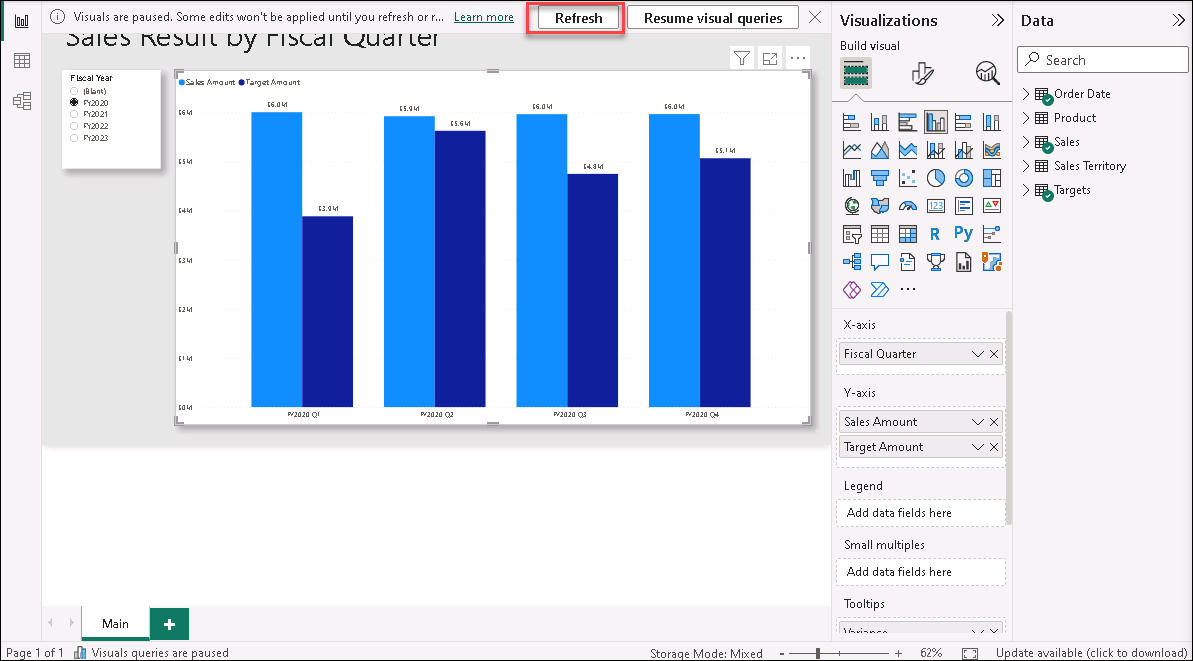 Visuals are paused. Some edits won't be applied until you refresh or r...
Learn more
Refresh
Resume visual queries
Sales Result by Fiscal Quarter
Fiscal Year
(Blank)
FY2020
FY2021
FY2022
FY2023
Sales Amount
Target Amount
$6M
$5M
$4M
$3M
$2M
$1M
$0M
$6.0M
$3.9M
$5.9M
$5.6M
$6.0M
$4.8M
$6.0M
$5.1M
FY2020 Q1
FY2020 Q2
FY2020 Q3
FY2020 Q4
Main
+
Page 1 of 1
Visuals queries are paused
Storage Mode: Mixed
-
+
62%
Update available (click to download)
Visualizations
Build visual
123
R
Py
...
X-axis
Fiscal Quarter
Y-axis
Sales Amount
Target Amount
Legend
Add data fields here
Small multiples
Add data fields here
Tooltips
Variance
Data
Search
Order Date
Product
Sales
Sales Territory
Targets